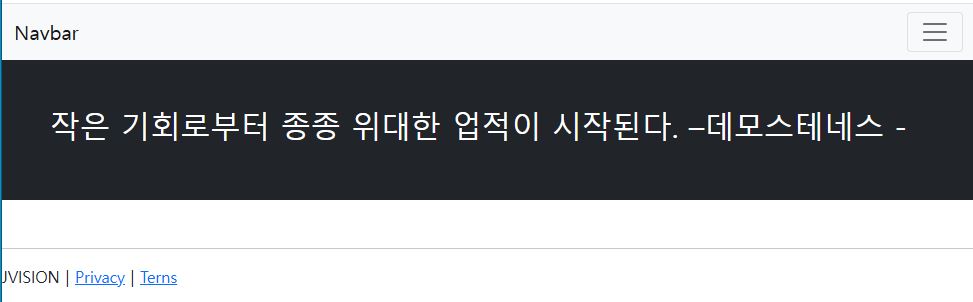 Navbar
작은 기회로부터 종종 위대한 업적이 시작된다. –데모스테네스 -
JVISION | Privacy | Terns